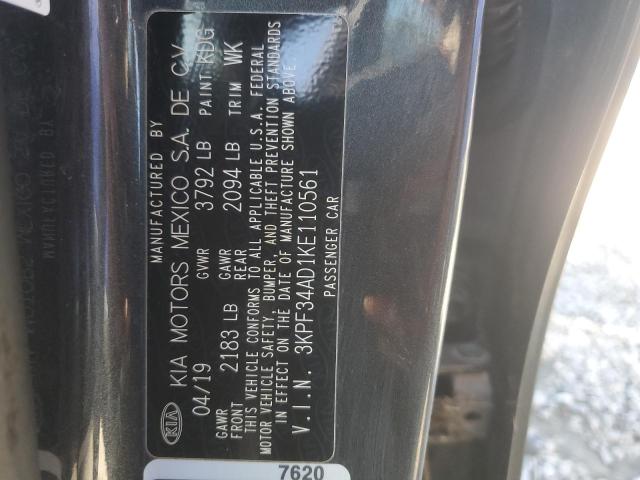 MANUFACTURED BY
KIA KIA MOTORS MEXICO S.A. DE C.V.
04/19 GVWR 3792 LB PAINT KDG
GAWR FRONT 2183 LB GAWR REAR 2094 LB TRIM WK
THIS VEHICLE CONFORMS TO ALL APPLICABLE U.S.A. FEDERAL
MOTOR VEHICLE SAFETY, BUMPER, AND THEFT PREVENTION STANDARDS
IN EFFECT ON THE DATE OF MANUFACTURE SHOWN ABOVE
V.I.N. 3KPF34AD1KE110561
PASSENGER CAR
7620